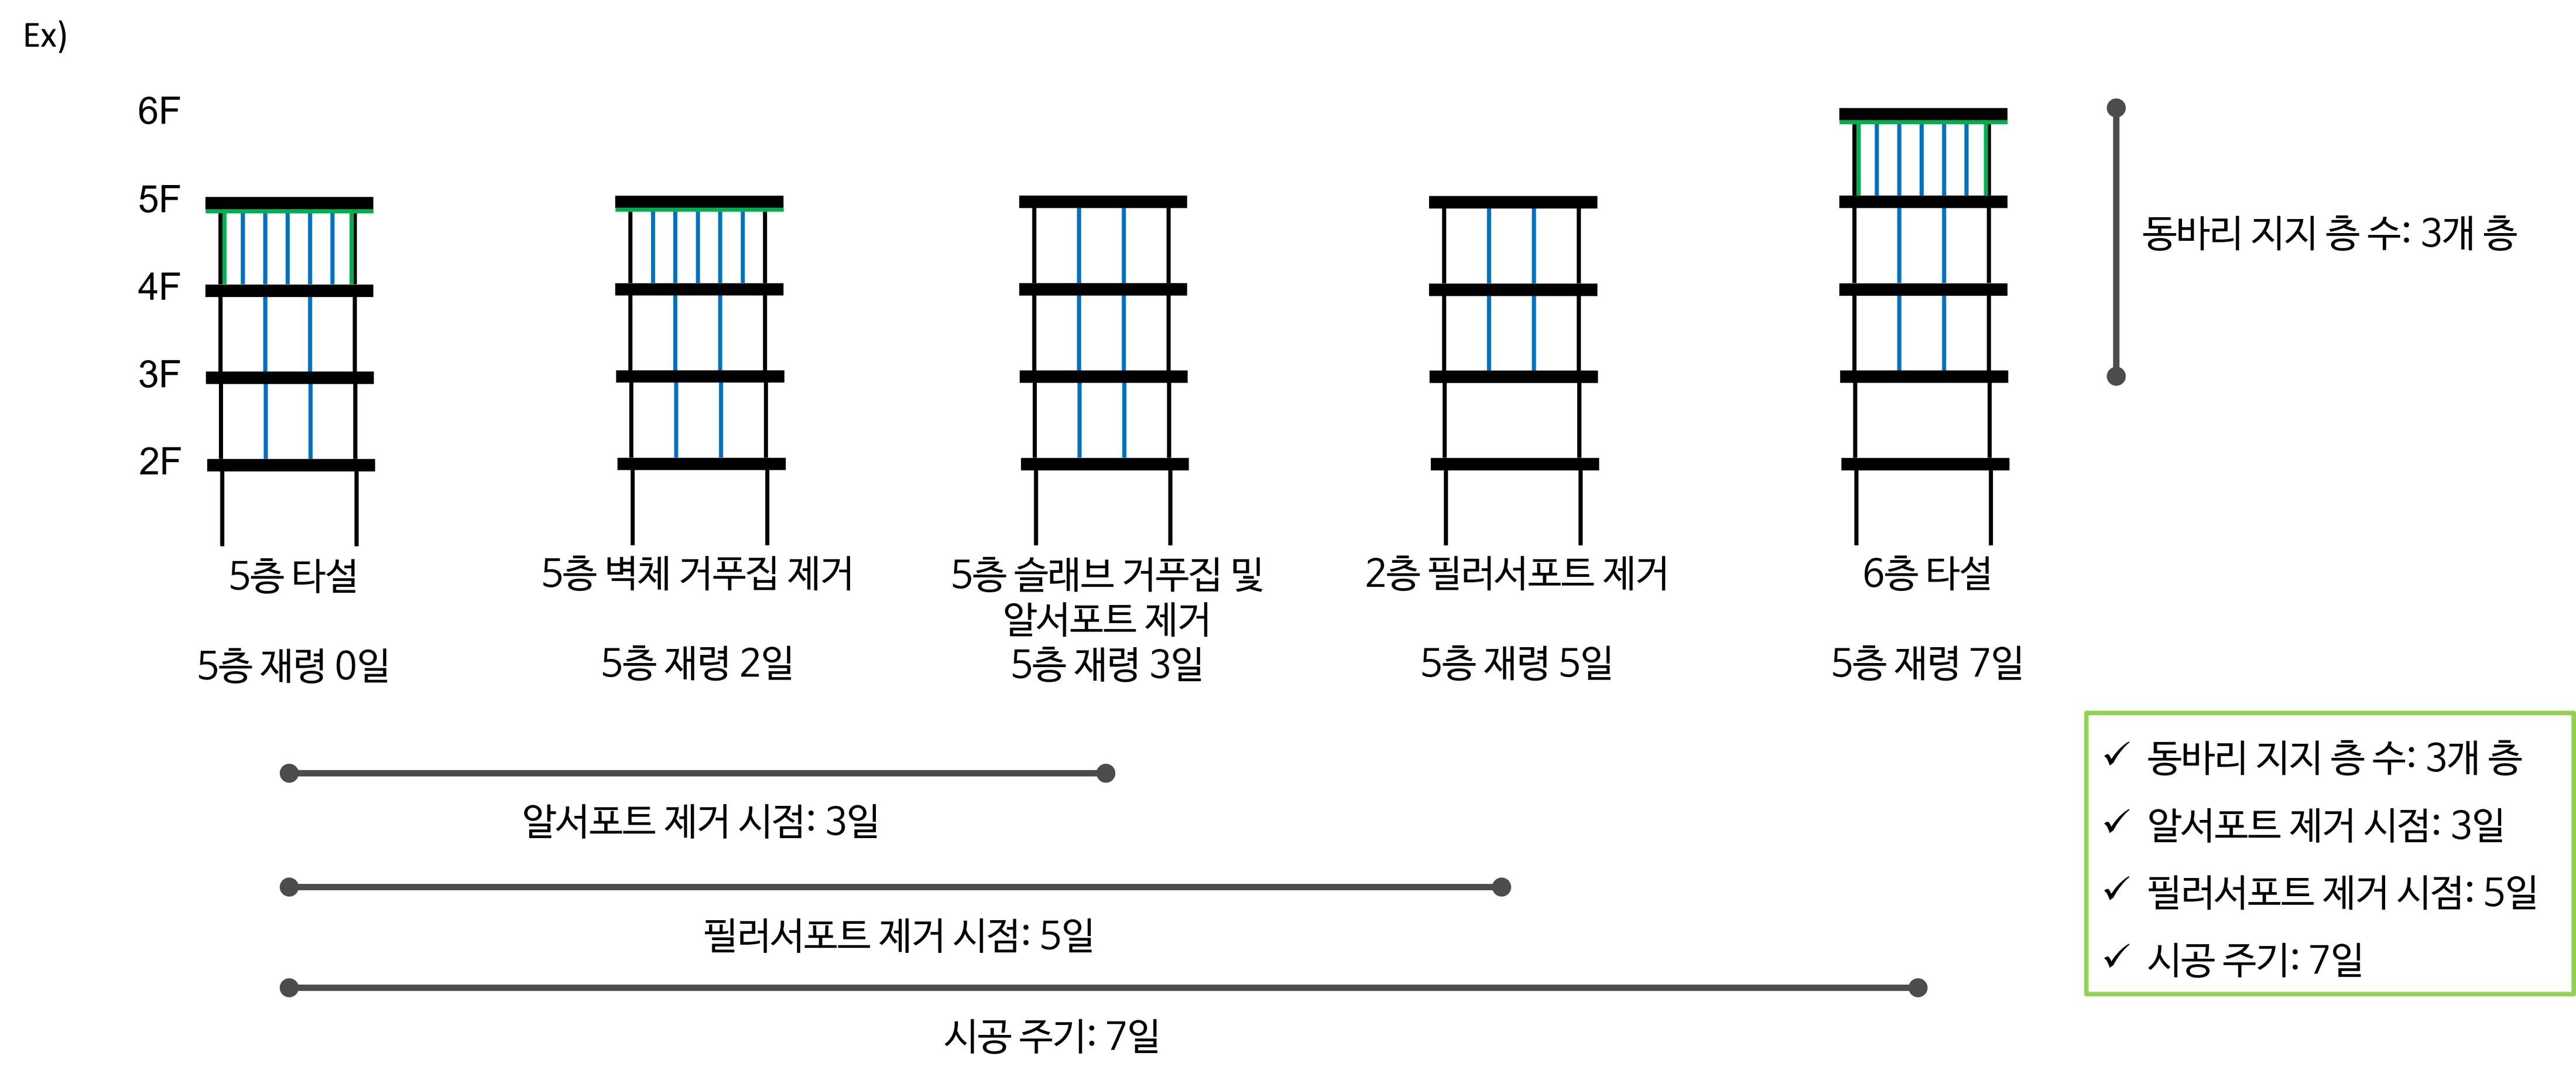 Ex)
6F
5F
4F
3F
2F
동바리 지지 층 수: 3개 층
5층 타설
5층 재령 0일
5층 벽체 거푸집 제거
5층 재령 2일
5층 슬래브 거푸집 및
알서포트 제거
5층 재령 3일
2층 필러서포트 제거
5층 재령 5일
6층 타설
5층 재령 7일
알서포트 제거 시점: 3일
필러서포트 제거 시점: 5일
시공 주기: 7일
✓ 동바리 지지 층 수: 3개 층
✓ 알서포트 제거 시점: 3일
✓ 필러서포트 제거 시점: 5일
✓ 시공 주기: 7일